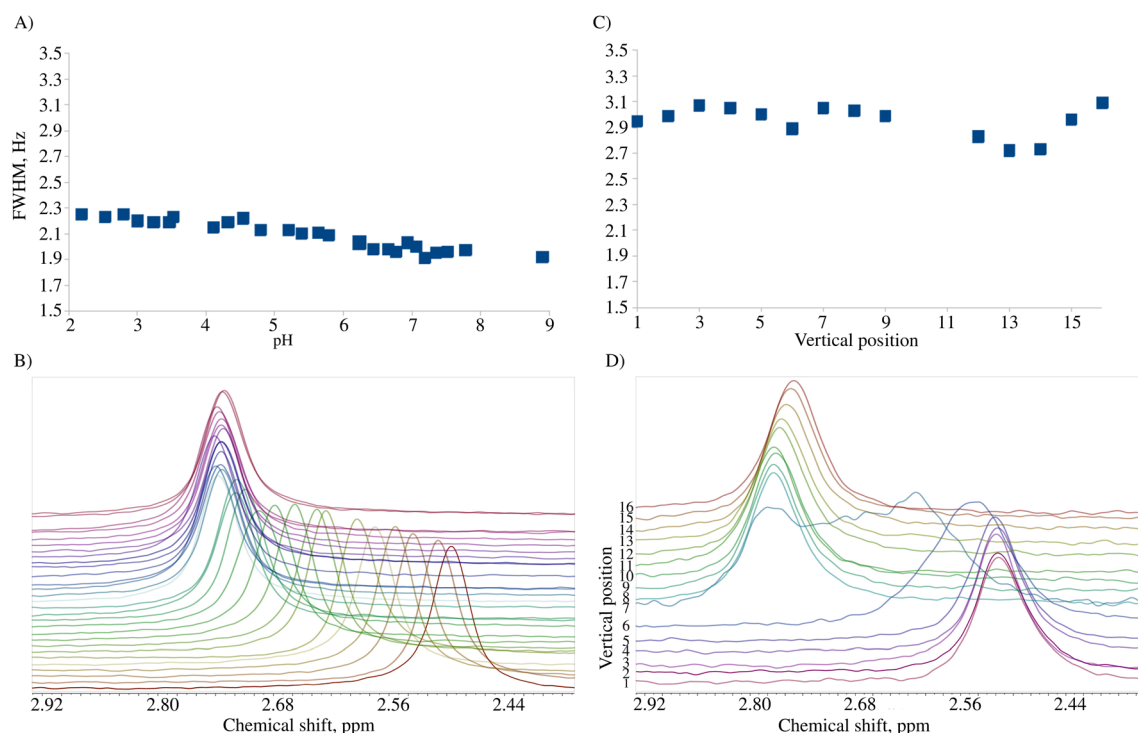 A)
3.5
3.3
3.1
2.9
2.7
2.5
2.3
2.1
1.9
1.7
1.5
FWHM, Hz
2 3 4 5 6 7 8 9
pH
C)
3.5
3.3
3.1
2.9
2.7
2.5
2.3
2.1
1.9
1.7
1.5
1 3 5 7 9 11 13 15
Vertical position
B)
2.92 2.80 2.68 2.56 2.44
Chemical shift, ppm
D)
Vertical position
16
15
14
13
12
11
10
9
8
7
6
5
4
3
2
1
2.92 2.80 2.68 2.56 2.44
Chemical shift, ppm